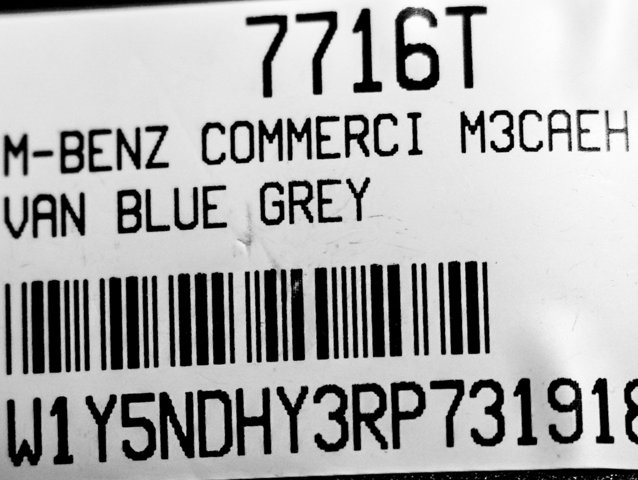 7716T
M-BENZ COMMERCI M3CAEH
VAN BLUE GREY
W1Y5NDHY3RP731918